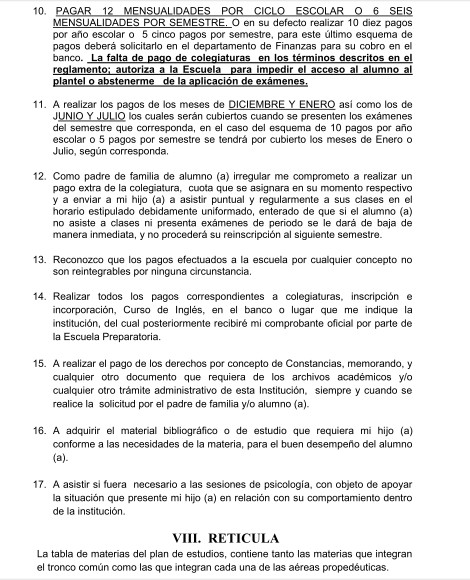 10. PAGAR 12 MENSUALIDADES POR CICLO ESCOLAR O 6 SEIS
MENSUALIDADES POR SEMESTRE. O en su defecto realizar 10 diez pagos
por año escolar o 5 cinco pagos por semestre, para este último esquema de
pagos deberá solicitarlo en el departamento de Finanzas para su cobro en el
banco. La falta de pago de colegiaturas en los términos descritos en el
reglamento; autoriza a la Escuela para impedir el acceso al alumno al
plantel o abstenerme de la aplicación de exámenes.
11. A realizar los pagos de los meses de DICIEMBRE Y ENERO así como los de
JUNIO Y JULIO los cuales serán cubiertos cuando se presenten los exámenes
del semestre que corresponda, en el caso del esquema de 10 pagos por año
escolar o 5 pagos por semestre se tendrá por cubierto los meses de Enero o
Julio, según corresponda.
12. Como padre de familia de alumno (a) irregular me comprometo a realizar un
pago extra de la colegiatura, cuota que se asignara en su momento respectivo
y a enviar a mi hijo (a) a asistir puntual y regularmente a sus clases en el
horario estipulado debidamente uniformado, enterado de que si el alumno (a)
no asiste a clases ni presenta exámenes de periodo se le dará de baja de
manera inmediata, y no procederá su reinscripción al siguiente semestre.
13. Reconozco que los pagos efectuados a la escuela por cualquier concepto no
son reintegrables por ninguna circunstancia.
14. Realizar todos los pagos correspondientes a colegiaturas, inscripción e
incorporación, Curso de Inglés, en el banco o lugar que me indique la
institución, del cual posteriormente recibiré mi comprobante oficial por parte de
la Escuela Preparatoria.
15. A realizar el pago de los derechos por concepto de Constancias, memorando, y
cualquier otro documento que requiera de los archivos académicos y/o
cualquier otro trámite administrativo de esta Institución, siempre y cuando se
realice la solicitud por el padre de familia y/o alumno (a).
16. A adquirir el material bibliográfico o de estudio que requiera mi hijo (a)
conforme a las necesidades de la materia, para el buen desempeño del alumno
(a).
17. A asistir si fuera necesario a las sesiones de psicología, con objeto de apoyar
la situación que presente mi hijo (a) en relación con su comportamiento dentro
de la institución.
VIII. RETICULA
La tabla de materias del plan de estudios, contiene tanto las materias que integran
el tronco común como las que integran cada una de las aéreas propedéuticas.